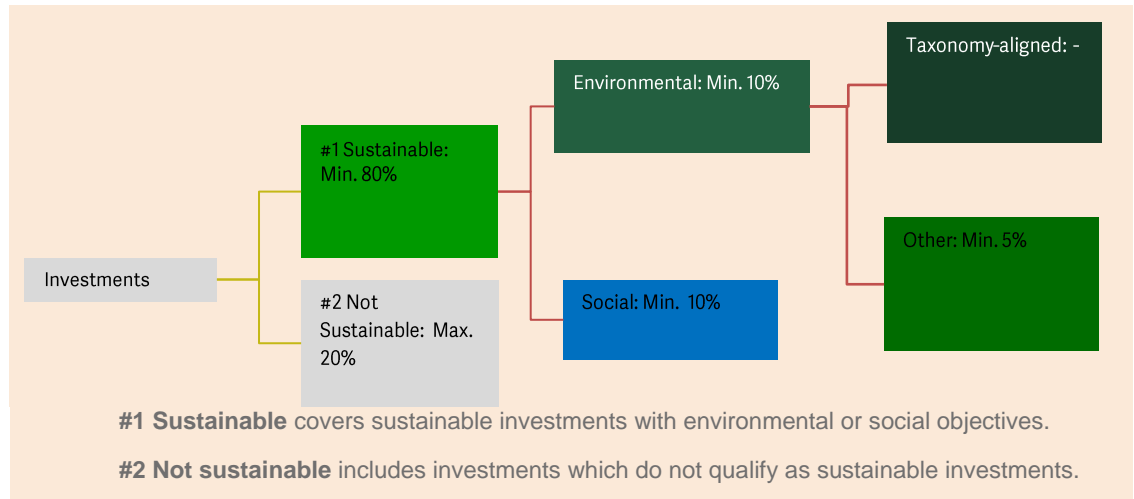 Taxonomy-aligned: -
Environmental: Min. 10%
#1 Sustainable:
Min. 80%
Other: Min. 5%
Investments
#2 Not
Sustainable:  Max.
20%
Social: Min.  10%
#1 Sustainable covers sustainable investments with environmental or social objectives.
#2 Not sustainable includes investments which do not qualify as sustainable investments.